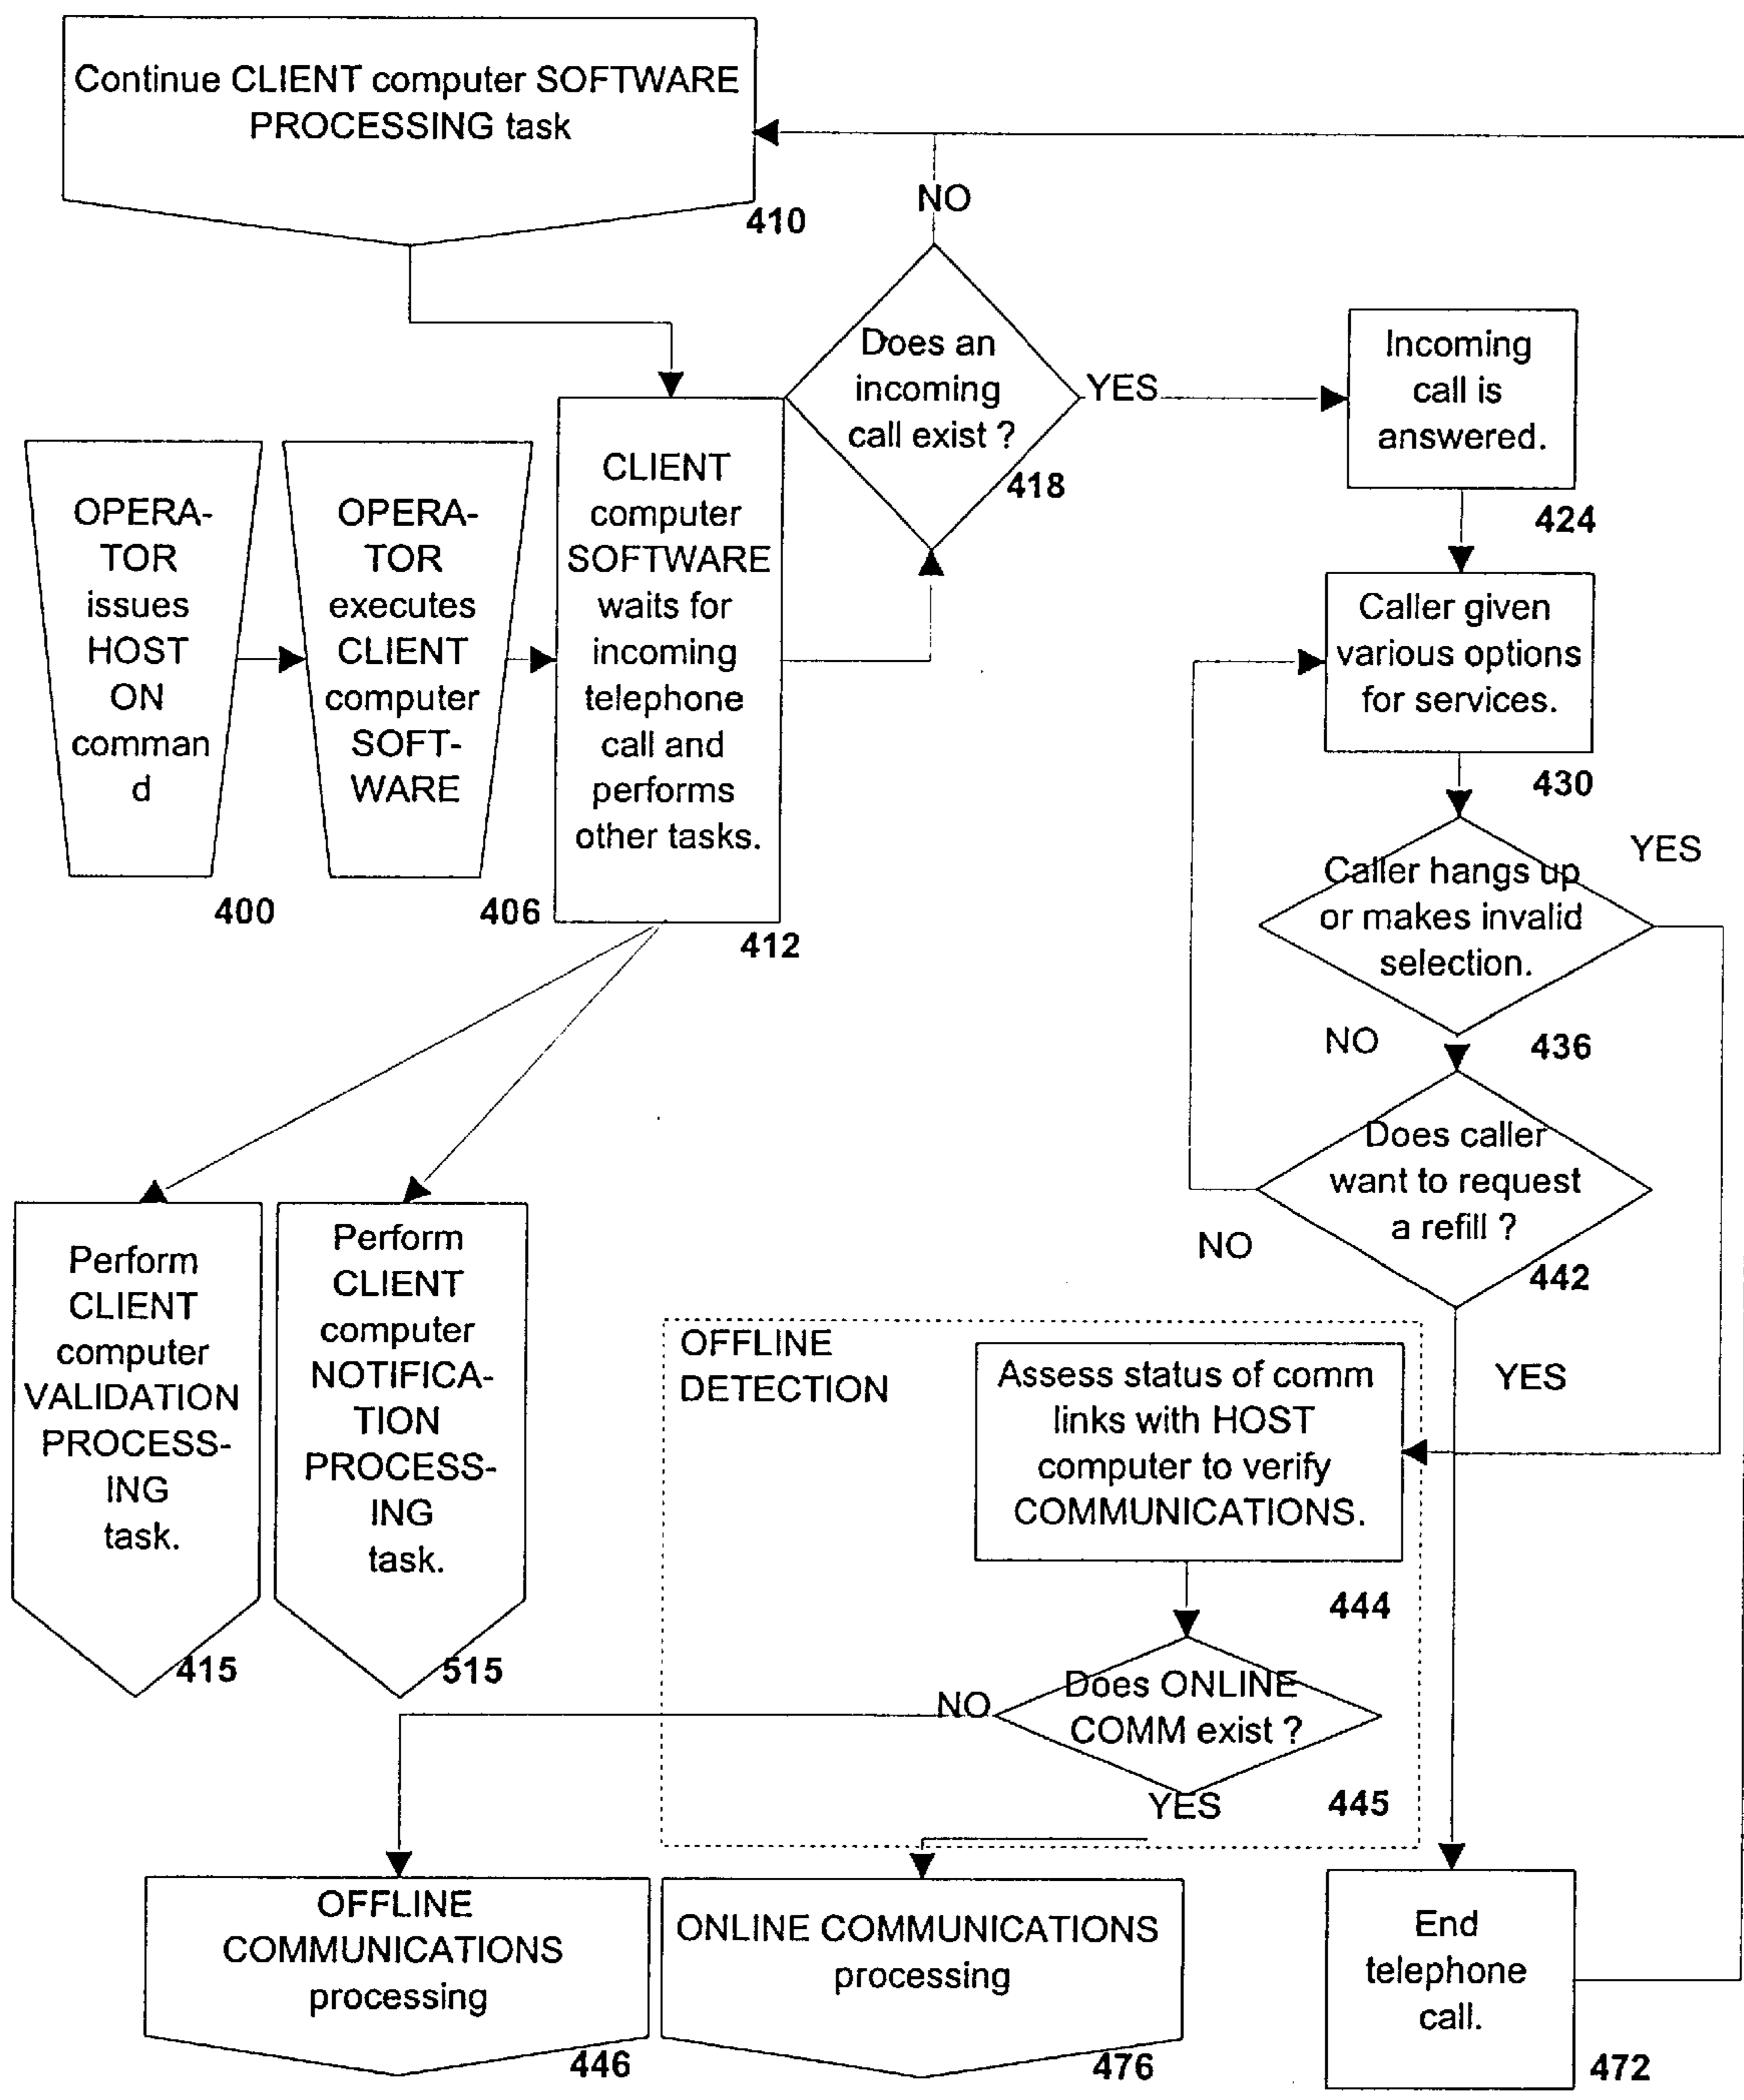 Continue CLIENT computer SOFTWARE
PROCESSING task
410
NO
Does an
incoming
call exist ?
418
YES
Incoming
call is
answered.
424
OPERA-
TOR
issues
HOST
ON
comman
d
400
OPERA-
TOR
executes
CLIENT
computer
SOFT-
WARE
406
CLIENT
computer
SOFTWARE
waits for
incoming
telephone
call and
performs
other tasks.
412
Caller given
various options
for services.
430
YES
Caller hangs up
or makes invalid
selection.
NO
436
Does caller
want to request
a refill ?
NO
442
YES
Perform
CLIENT
computer
VALIDATION
PROCESS-
ING
task.
415
Perform
CLIENT
computer
NOTIFICA-
TION
PROCESS-
ING
task.
515
OFFLINE
DETECTION
Assess status of comm
links with HOST
computer to verify
COMMUNICATIONS.
444
NO
Does ONLINE
COMM exist ?
YES
445
OFFLINE
COMMUNICATIONS
processing
446
ONLINE COMMUNICATIONS
processing
476
End
telephone
call.
472